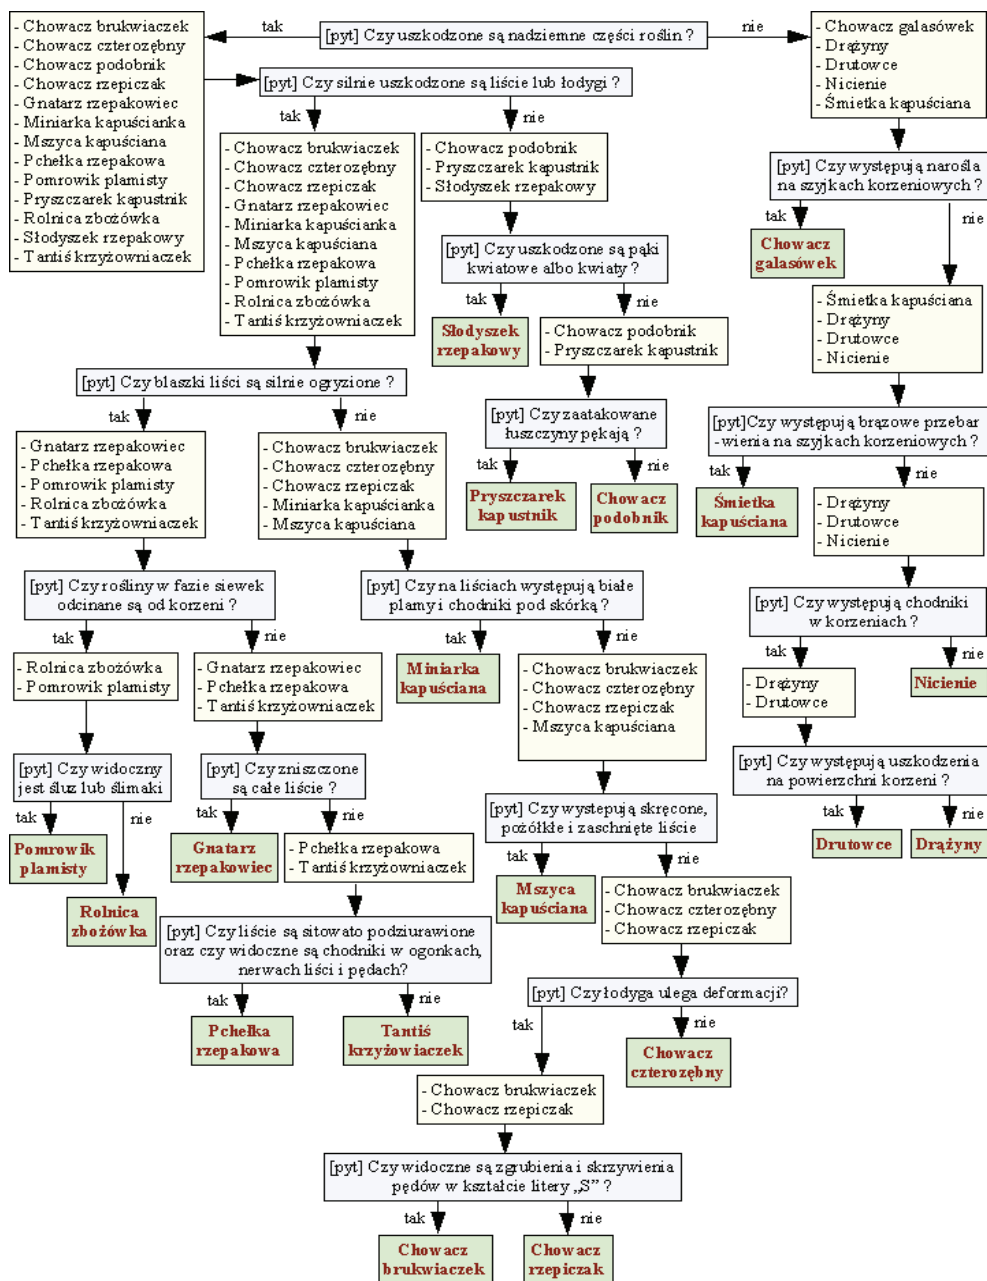 - Chowacz brukwiaczek
- Chowacz czterozębny
- Chowacz podobnik
- Chowacz rzepiczak
- Gnatarz rzepakowiec
- Miniarka kapuścianka
- Mszyca kapuściana
- Pchełka rzepakowa
- Pomrowik plamisty
- Pryszczarek kapustnik
- Rolnica zbożówka
- Słodyszek rzepakowy
- Tantiś krzyżowniaczek
tak
[pyt] Czy uszkodzone są nadziemne części roślin ?
nie
- Chowacz galasówek
- Drążyny
- Drutowce
- Nicienie
- Śmietka kapuściana
[pyt] Czy silnie uszkodzone są liście lub łodygi ?
tak
nie
- Chowacz brukwiaczek
- Chowacz czterozębny
- Chowacz rzepiczak
- Gnatarz rzepakowiec
- Miniarka kapuścianka
- Mszyca kapuściana
- Pchełka rzepakowa
- Pomrowik plamisty
- Rolnica zbożówka
- Tantiś krzyżowniaczek
- Chowacz podobnik
- Pryszczarek kapustnik
- Słodyszek rzepakowy
[pyt] Czy występują narośla
na szyjkach korzeniowych ?
tak
nie
Chowacz
galasówek
[pyt] Czy uszkodzone są pąki
kwiatowe albo kwiaty ?
tak
nie
Słodyszek
rzepakowy
- Chowacz podobnik
- Pryszczarek kapustnik
- Śmietka kapuściana
- Drążyny
- Drutowce
- Nicienie
[pyt] Czy blaszki liści są silnie ogryzione ?
tak
nie
[pyt] Czy zaatakowane
łuszczyny pękają ?
tak
nie
Pryszczarek
kapustnik
Chowacz
podobnik
[pyt]Czy występują brązowe przebar
-wienia na szyjkach korzeniowych ?
tak
nie
Śmietka
kapuściana
- Drążyny
- Drutowce
- Nicienie
- Gnatarz rzepakowiec
- Pchełka rzepakowa
- Pomrowik plamisty
- Rolnica zbożówka
- Tantiś krzyżowniaczek
- Chowacz brukwiaczek
- Chowacz czterozębny
- Chowacz rzepiczak
- Miniarka kapuścianka
- Mszyca kapuściana
[pyt] Czy rośliny w fazie siewek
odcinane są od korzeni ?
tak
nie
[pyt] Czy na liściach występują białe
plamy i chodniki pod skórką ?
tak
nie
[pyt] Czy występują chodniki
w korzeniach ?
tak
nie
- Rolnica zbożówka
- Pomrowik plamisty
- Gnatarz rzepakowiec
- Pchełka rzepakowa
- Tantiś krzyżowniaczek
Miniarka
kapuściana
- Chowacz brukwiaczek
- Chowacz czterozębny
- Chowacz rzepiczak
- Mszyca kapuściana
- Drążyny
- Drutowce
Nicienie
[pyt] Czy widoczny
jest śluz lub ślimaki
tak
nie
Pomrowik
plamisty
Rolnica
zbożówka
[pyt] Czy zniszczone
są całe liście ?
tak
nie
Gnatarz
rzepakowiec
- Pchełka rzepakowa
- Tantiś krzyżowniaczek
[pyt] Czy występują uszkodzenia
na powierzchni korzeni ?
tak
nie
Drutowce
Drążyny
[pyt] Czy wystepują skręcone,
pożółkłe i zaschnięte liście
tak
nie
Mszyca
kapuściana
- Chowacz brukwiaczek
- Chowacz czterozębny
- Chowacz rzepiczak
[pyt] Czy liście są sitowato podziurawione
oraz czy widoczne są chodniki w ogonkach,
nerwach liści i pędach?
tak
nie
Pchełka
rzepakowa
Tantiś
krzyżowiaczek
[pyt] Czy łodyga ulega deformacji?
tak
nie
Chowacz
czterozębny
- Chowacz brukwiaczek
- Chowacz rzepiczak
[pyt] Czy widoczne są zgrubienia i skrzywienia
pędów w kształcie litery „S” ?
tak
nie
Chowacz
brukwiaczek
Chowacz
rzepiczak